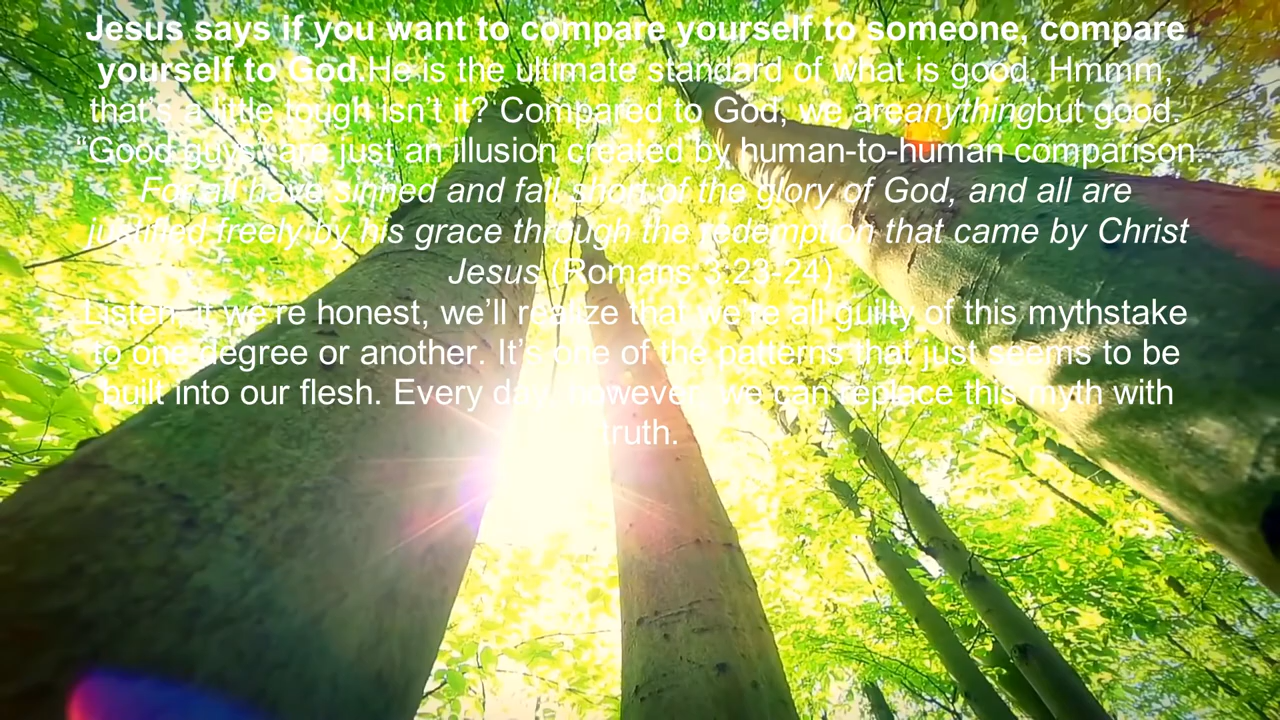 Jesus says if you want to compare yourself to someone, compare
yourself to God.He is the ultimate standard of what is good. Hmmm,
that's a little tough isn't it? Compared to God, we areanythingbut good.
"Good guys" are just an illusion created by human-to-human comparison.
For all have sinned and fall short of the glory of God, and all are
justified freely by his grace through the redemption that came by Christ
Jesus (Romans 3:23-24)
Listen, if we're honest, we'll realize that we're all guilty of this mythstake
to one degree or another. It's one of the patterns that just seems to be
built into our flesh. Every day, however, we can replace this myth with
truth.